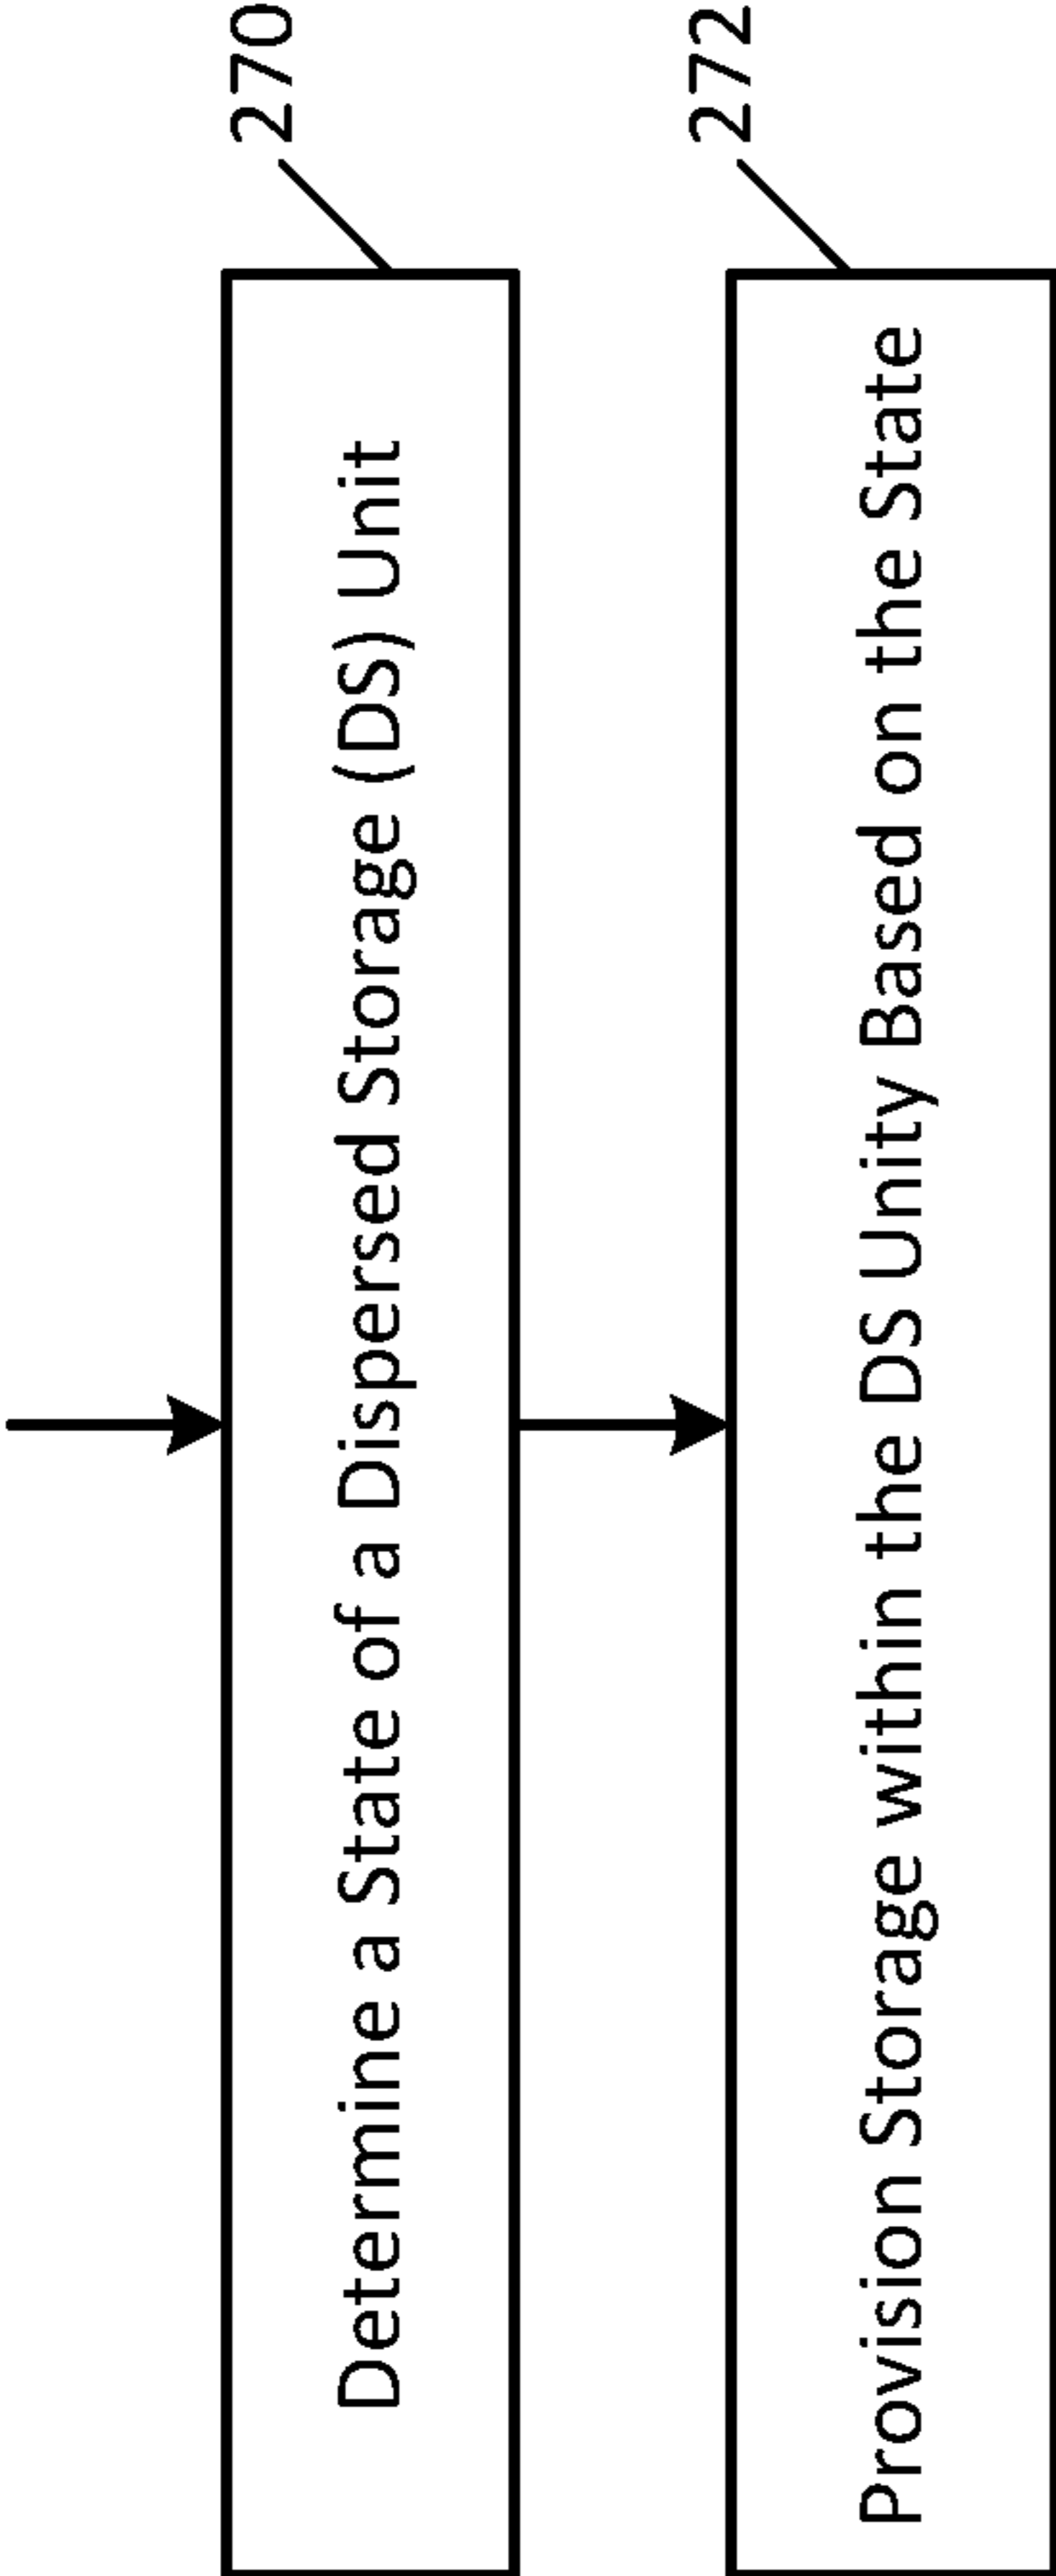 270
Determine a State of a Dispersed Storage (DS) Unit
272
Provision Storage within the DS Unity Based on the State